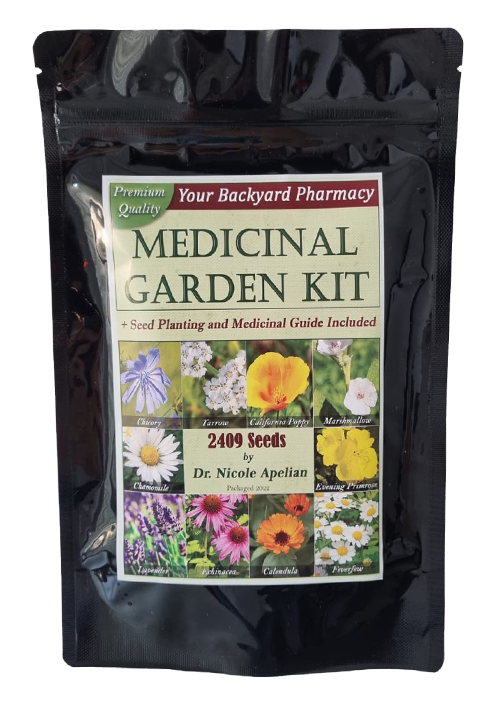 Premium
Quality
Your Backyard Pharmacy
MEDICINAL
GARDEN KIT
+ Seed Planting and Medicinal Guide Included
Chicory
Yarrow
California Poppy
Marshmallow
2409 Seeds
by
Dr. Nicole Apelian
Packaged 2022
Chamomile
Evening Primrose
Lavender
Echinacea
Calendula
Feverfew